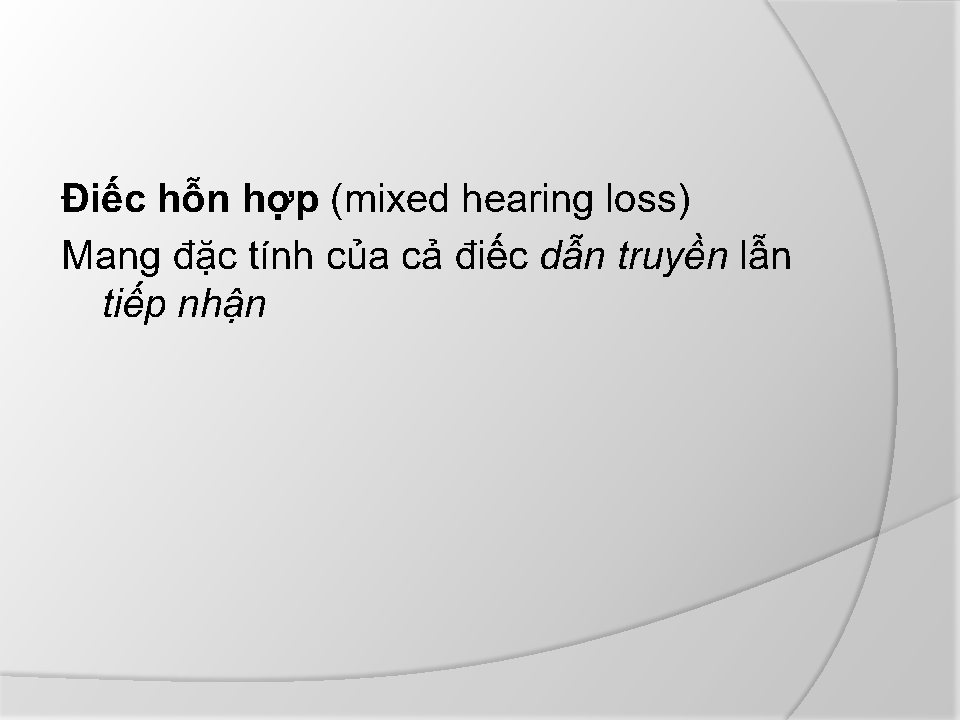 Điếc hỗn hợp (mixed hearing loss)
Mang đặc tính của cả điếc dẫn truyền lẫn
tiếp nhận